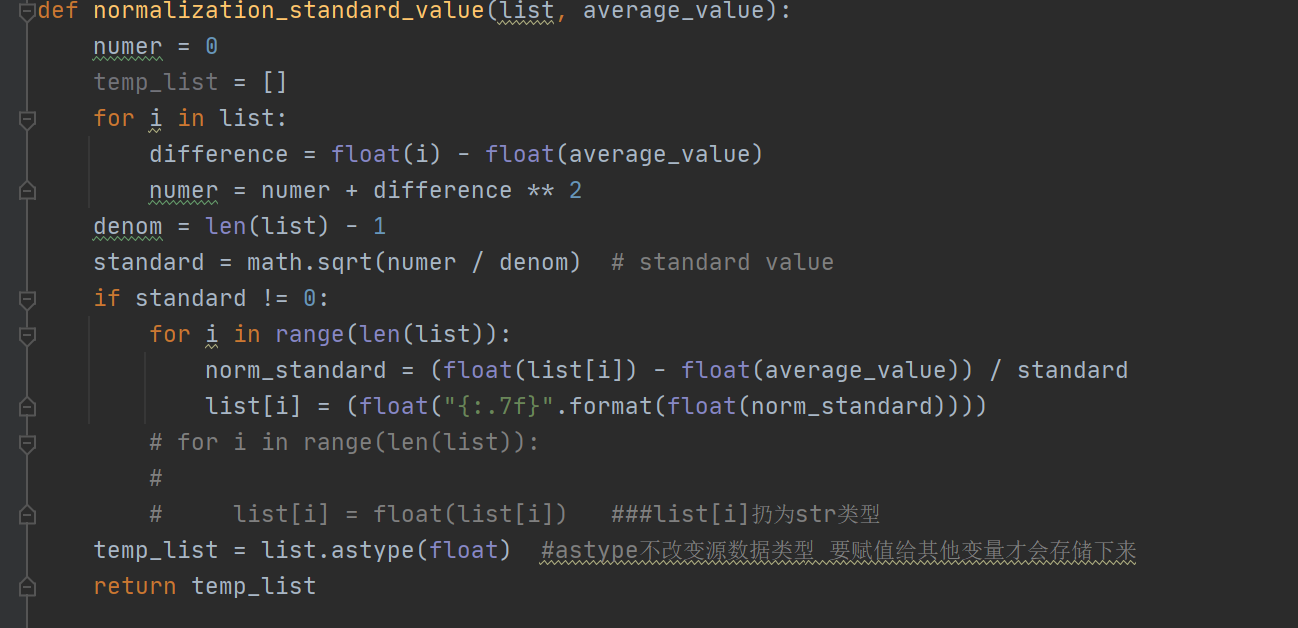 def normalization_standard_value(list, average_value):
    numer = 0
    temp_list = []
    for i in list:
        difference = float(i) - float(average_value)
        numer = numer + difference ** 2
    denom = len(list) - 1
    standard = math.sqrt(numer / denom)  # standard value
    if standard != 0:
        for i in range(len(list)):
            norm_standard = (float(list[i]) - float(average_value)) / standard
            list[i] = (float("{:.7f}".format(float(norm_standard))))
        # for i in range(len(list)):
        #
        #     list[i] = float(list[i])   ###list[i]扔为str类型
    temp_list = list.astype(float)  #astype不改变源数据类型 要赋值给其他变量才会存储下来
    return temp_list